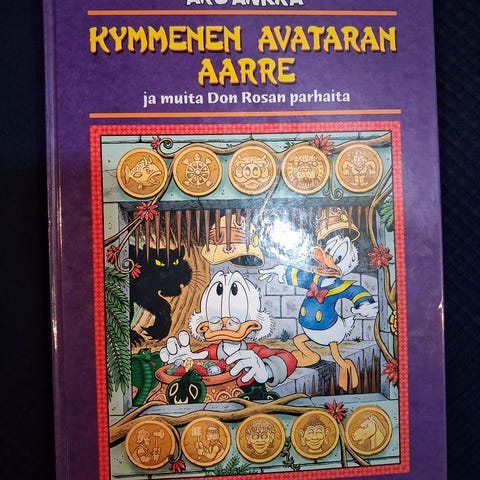 AKU ANKKA
KYMMENEN AVATARAN
AARRE
ja muita Don Rosan parhaita